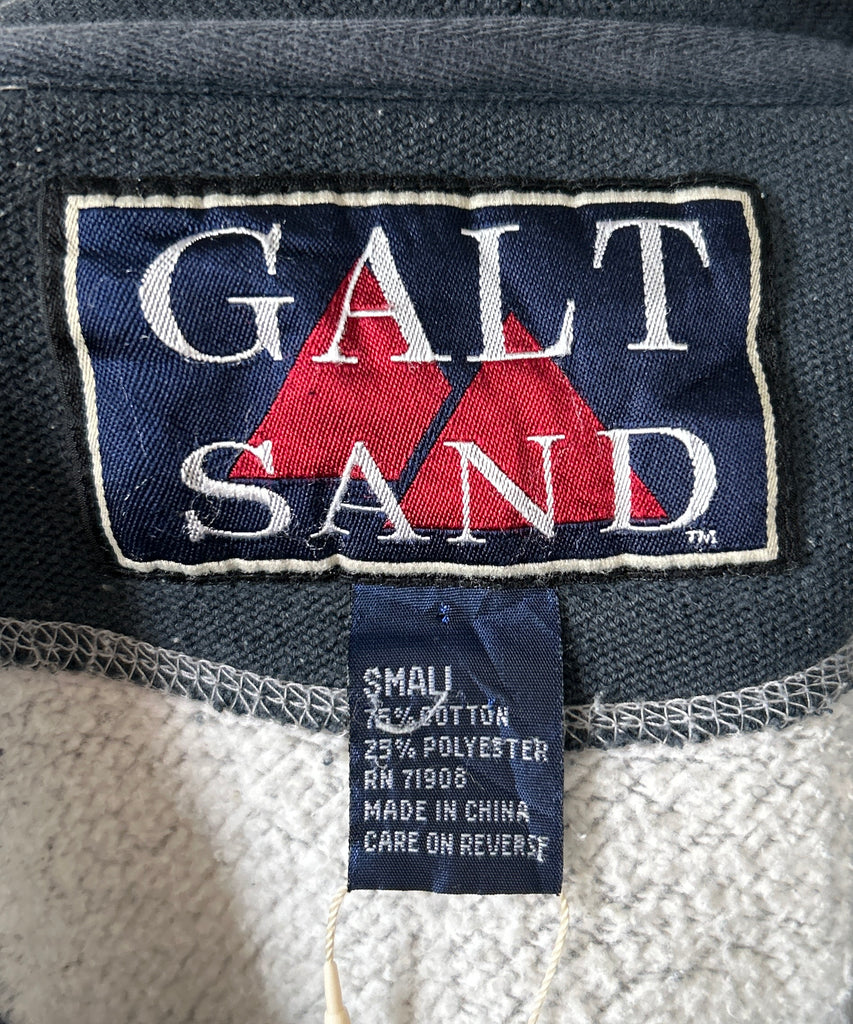 GALT
SAND
™
SMALL
75% COTTON
25% POLYESTER
RN 71908
MADE IN CHINA
CARE ON REVERSE